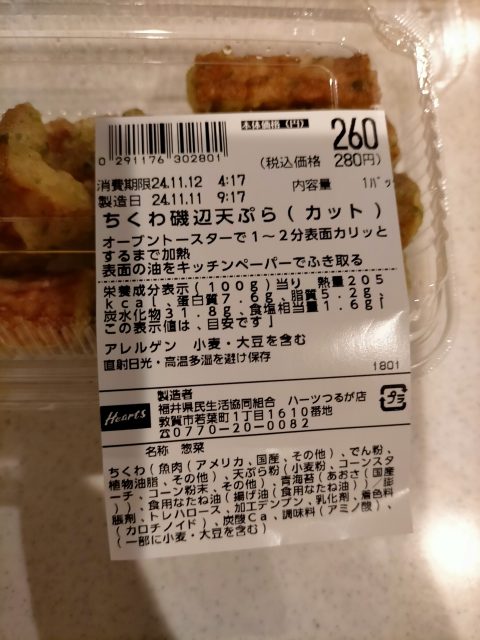 本体価格(円) 260
(税込価格 280円)
0 291176 302801
消費期限24.11.12 4:17
内容量 1パッ
製造日 24.11.11 9:17
ちくわ磯辺天ぷら(カット)
オーブントースターで1~2分表面カリッと
するまで加熱
表面の油をキッチンペーパーでふき取る
栄養成分表示(100g)当り 熱量205
kcal、蛋白質7.6g、脂質5.2g、
炭水化物31.8g、食塩相当量1.6g[
この表示値は、目安です]
アレルゲン 小麦・大豆を含む
直射日光・高温多湿を避け保存
1801
Hearts
製造者
福井県民生活協同組合 ハーツつるが店
敦賀市若葉町1丁目1610番地
☎0770-20-0082
プラ
名称 惣菜
ちくわ(魚肉(アメリカ、国産、その他)、でん粉、
植物油脂、その他)、天ぷら粉(小麦粉、コーンスタ
ーチ、コーン粉末、その他)、青海苔(あおさ(国産
))、食用なたね油(揚げ油(食用なたね油))/膨
脹剤、トレハロース、加工デンプン、乳化剤、着色料
(カロチノイド)、炭酸Ca、調味料(アミノ酸)、
(一部に小麦・大豆を含む)